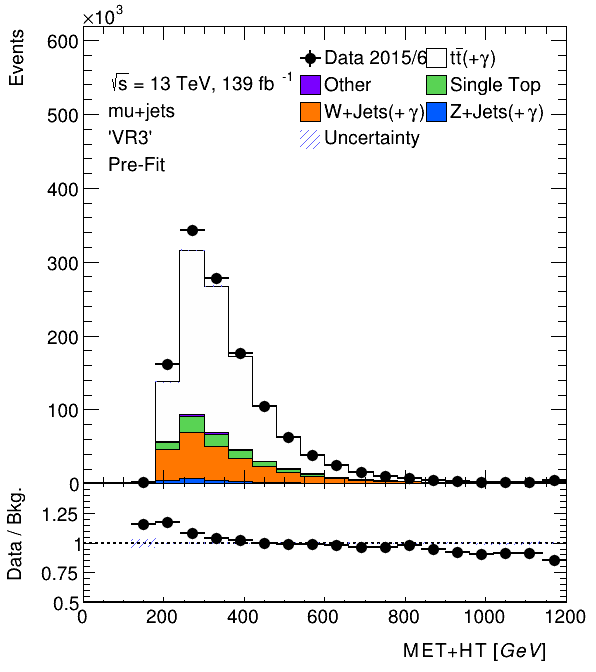 ×10³
Events
600
500
400
300
200
100
0
√s = 13 TeV, 139 fb⁻¹
mu+jets
'VR3'
Pre-Fit
Data 2015/6 tt̄(+γ)
Other Single Top
W+Jets(+γ) Z+Jets(+γ)
Uncertainty
Data / Bkg.
1.25
1
0.75
0.5
0 200 400 600 800 1000 1200
MET+HT [GeV]